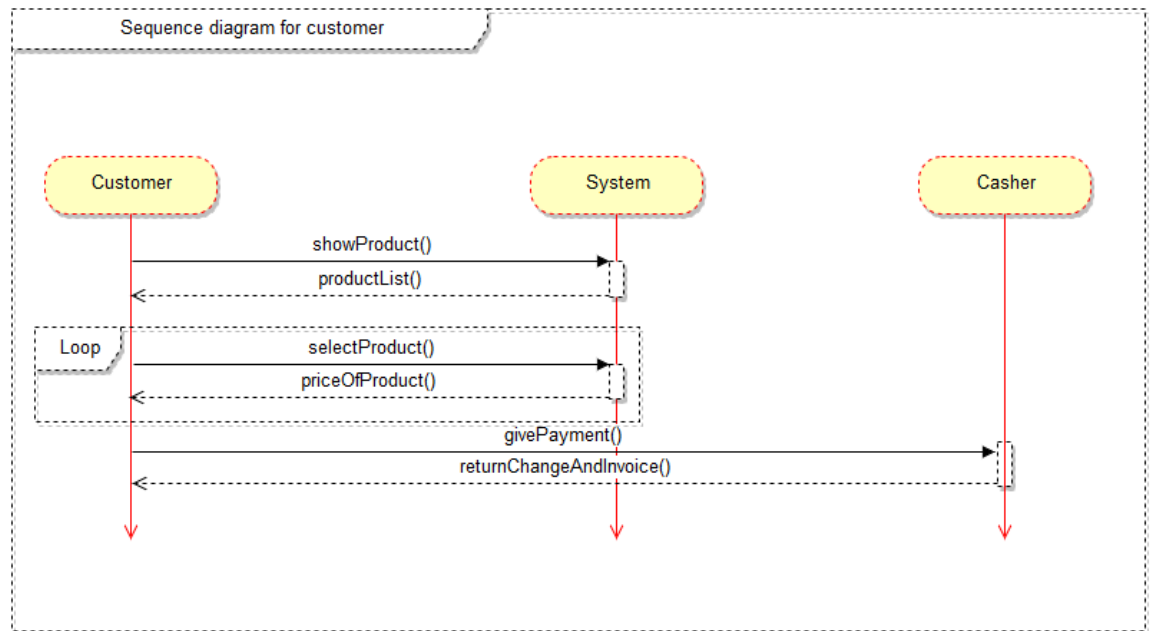 Sequence diagram for customer
Customer
System
Casher
showProduct()
productList()
Loop
selectProduct()
priceOfProduct()
givePayment()
returnChangeAndInvoice()